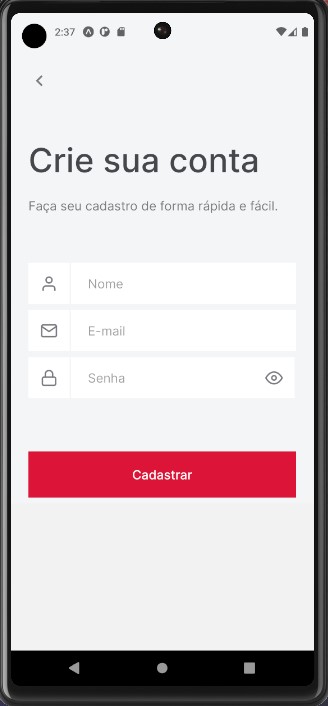 2:37
Crie sua conta
Faça seu cadastro de forma rápida e fácil.
Nome
E-mail
Senha
Cadastrar